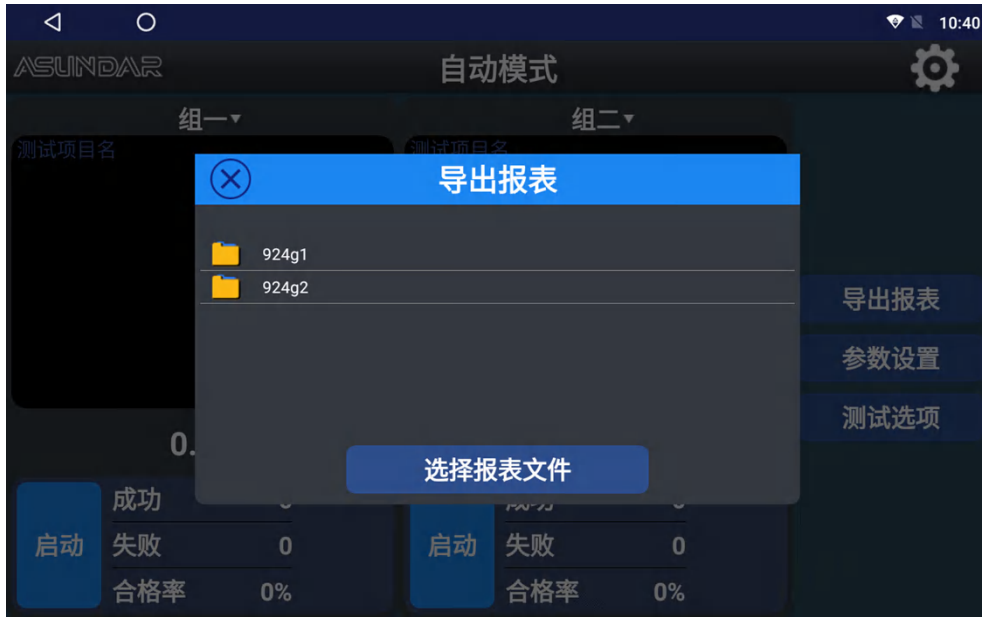 10:40
ASUNDAR
自动模式
组一▾
组二▾
测试项目名
测试项目名
导出报表
924g1
924g2
选择报表文件
导出报表
参数设置
测试选项
0.
成功
启动
失败
0
合格率
0%
成功
启动
失败
0
合格率
0%